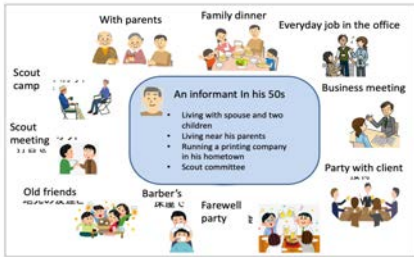 With parents
Family dinner
Everyday job in the office
Scout
camp
An informant In his 50s
• Living with spouse and two
children
• Living near his parents
• Running a printing company
in his hometown
• Scout committee
Business meeting
Scout
meeting
Party with client
Old friends
Barber's
Farewell
party